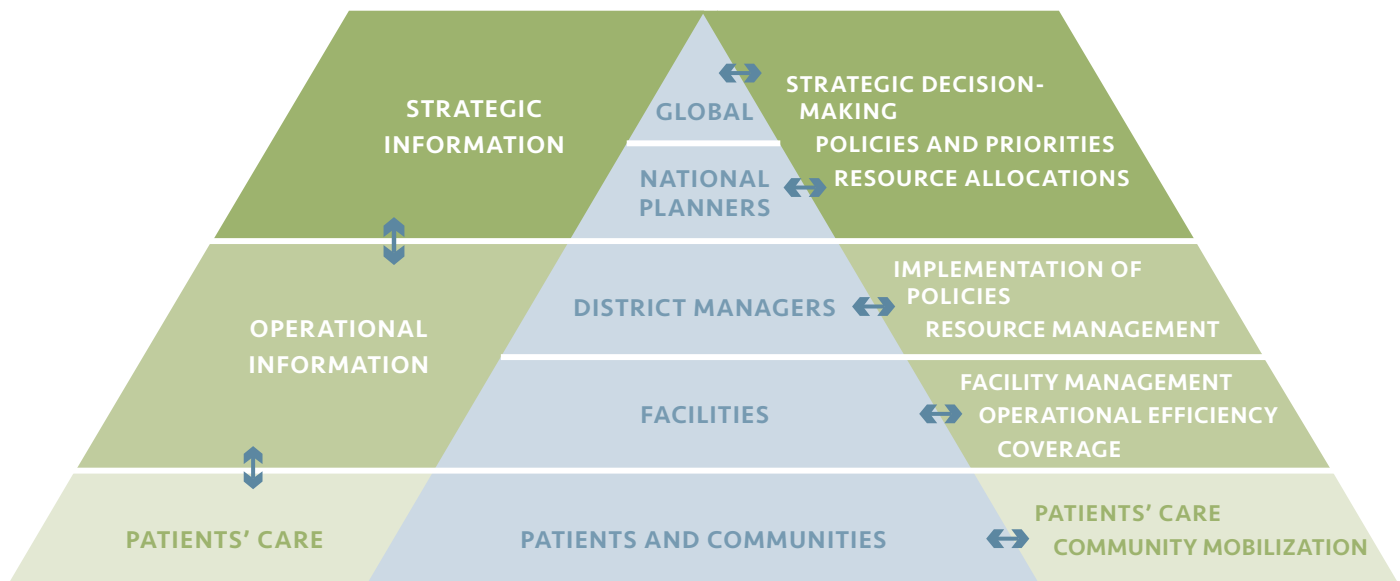 STRATEGIC
INFORMATION
GLOBAL
STRATEGIC DECISION-
MAKING
POLICIES AND PRIORITIES
NATIONAL
PLANNERS
RESOURCE ALLOCATIONS
OPERATIONAL
INFORMATION
DISTRICT MANAGERS
IMPLEMENTATION OF
POLICIES
RESOURCE MANAGEMENT
FACILITIES
FACILITY MANAGEMENT
OPERATIONAL EFFICIENCY
COVERAGE
PATIENTS’ CARE
PATIENTS AND COMMUNITIES
PATIENTS’ CARE
COMMUNITY MOBILIZATION